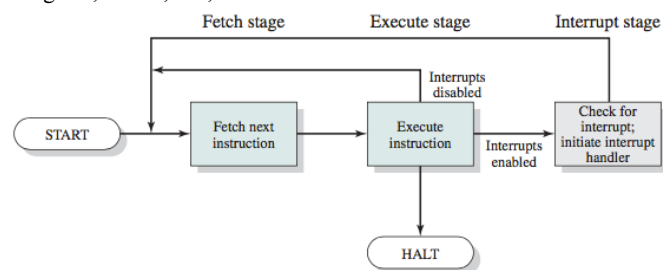 Fetch stage Execute stage Interrupt stage
Interrupts
disabled
START
Fetch next
instruction
Execute
instruction
Interrupts
enabled
Check for
interrupt;
initiate interrupt
handler
HALT